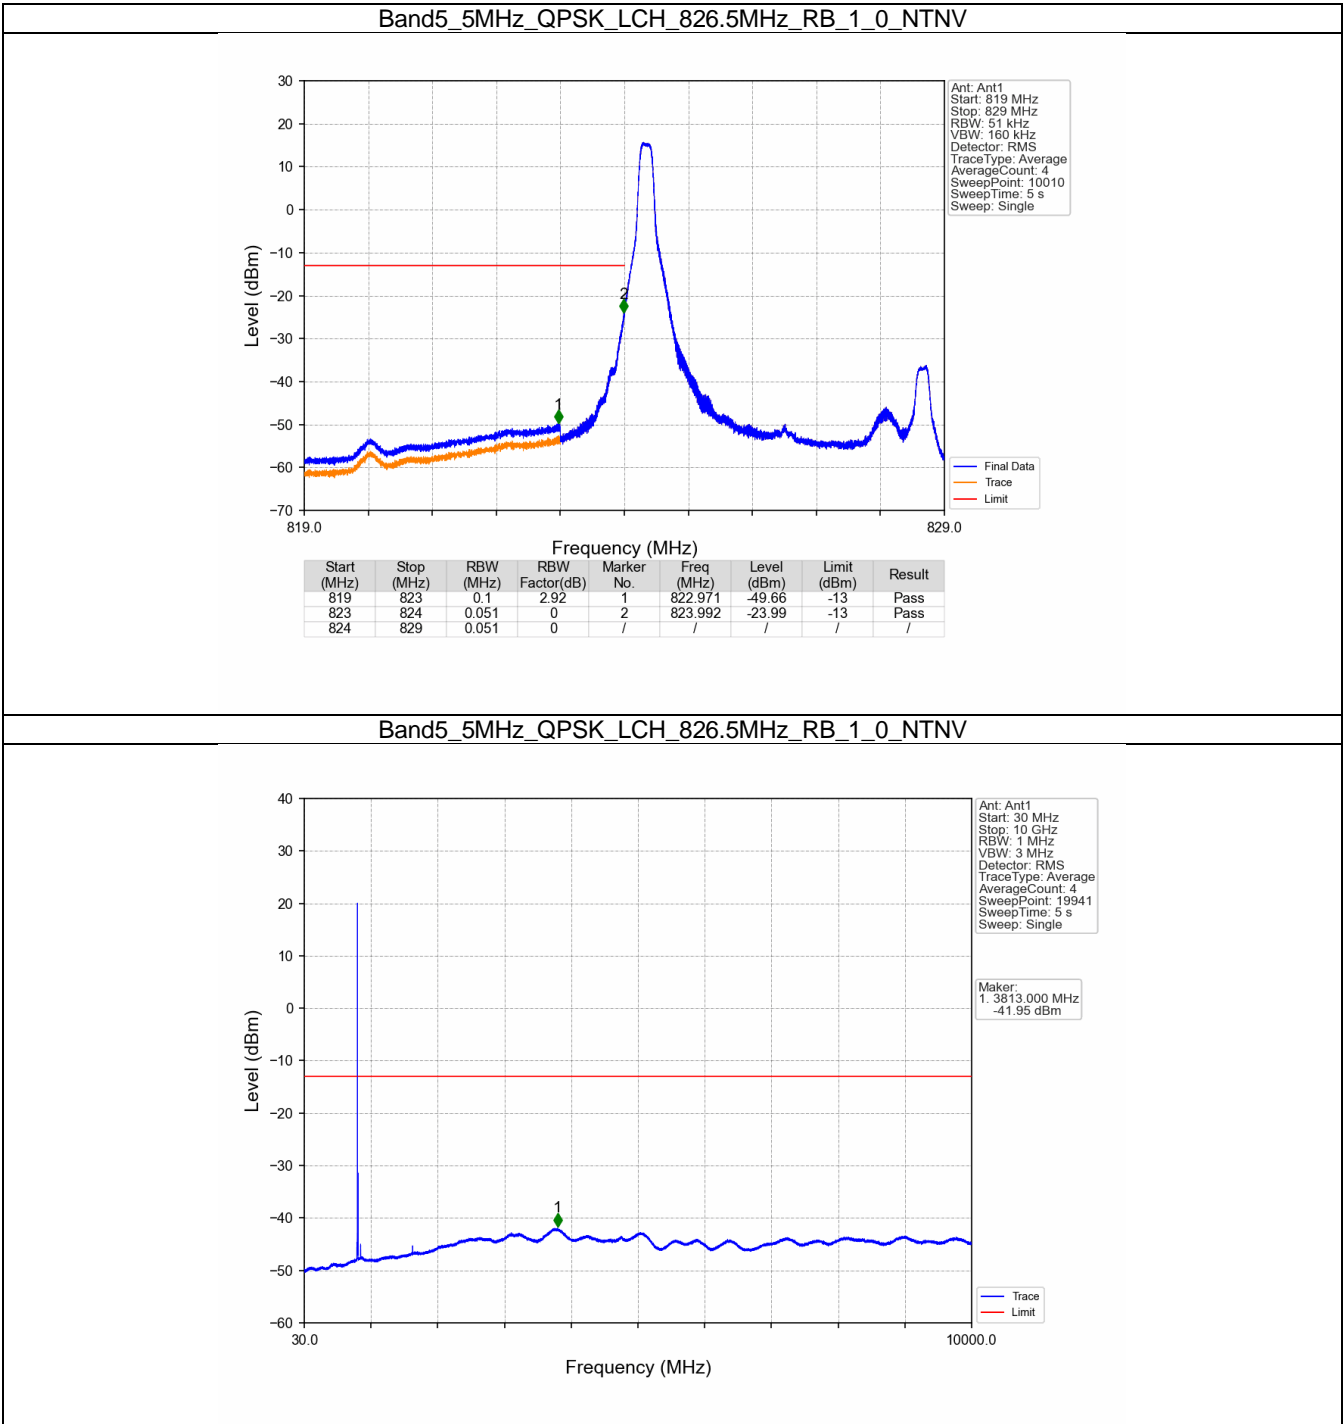 Band5_5MHz_QPSK_LCH_826.5MHz_RB_1_0_NTNV
30
20
10
0
−10
−20
−30
−40
−50
−60
−70
Level (dBm)
1
2
819.0
829.0
Frequency (MHz)
Ant: Ant1
Start: 819 MHz
Stop: 829 MHz
RBW: 51 kHz
VBW: 160 kHz
Detector: RMS
TraceType: Average
AverageCount: 4
SweepPoint: 10010
SweepTime: 5 s
Sweep: Single
Final Data
Trace
Limit
Start (MHz) Stop (MHz) RBW (MHz) RBW Factor(dB) Marker No. Freq (MHz) Level (dBm) Limit (dBm) Result
819 823 0.1 2.92 1 822.971 -49.66 -13 Pass
823 824 0.051 0 2 823.992 -23.99 -13 Pass
824 829 0.051 0 / / / / /
Band5_5MHz_QPSK_LCH_826.5MHz_RB_1_0_NTNV
40
30
20
10
0
−10
−20
−30
−40
−50
−60
Level (dBm)
1
30.0
10000.0
Frequency (MHz)
Ant: Ant1
Start: 30 MHz
Stop: 10 GHz
RBW: 1 MHz
VBW: 3 MHz
Detector: RMS
TraceType: Average
AverageCount: 4
SweepPoint: 19941
SweepTime: 5 s
Sweep: Single
Maker:
1. 3813.000 MHz
-41.95 dBm
Trace
Limit